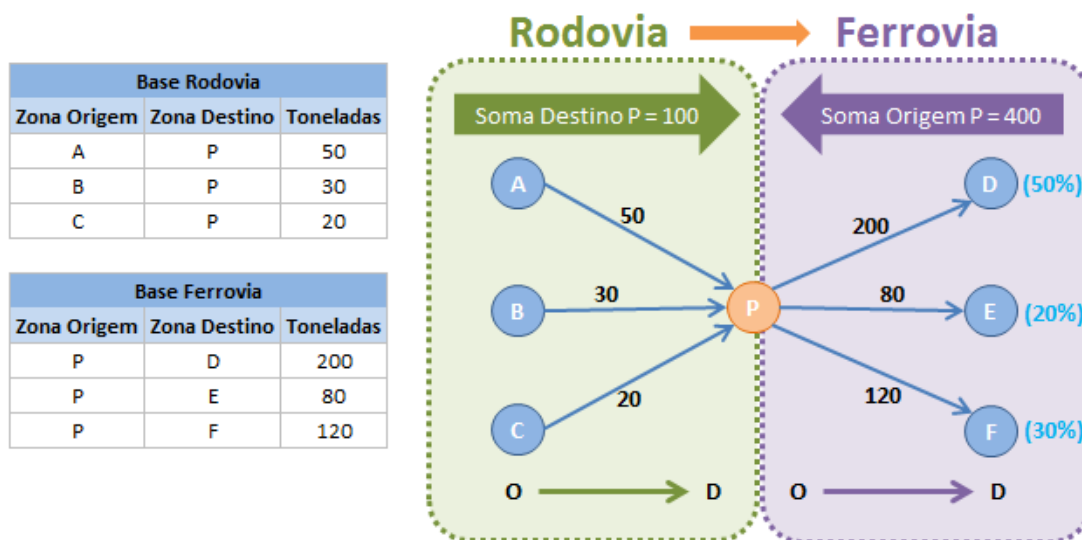 Base Rodovia
Zona Origem Zona Destino Toneladas
A P 50
B P 30
C P 20
Base Ferrovia
Zona Origem Zona Destino Toneladas
P D 200
P E 80
P F 120
Rodovia Ferrovia
Soma Destino P = 100
Soma Origem P = 400
A
50
B
30
C
20
P
200
D (50%)
80
E (20%)
120
F (30%)
O D
O D